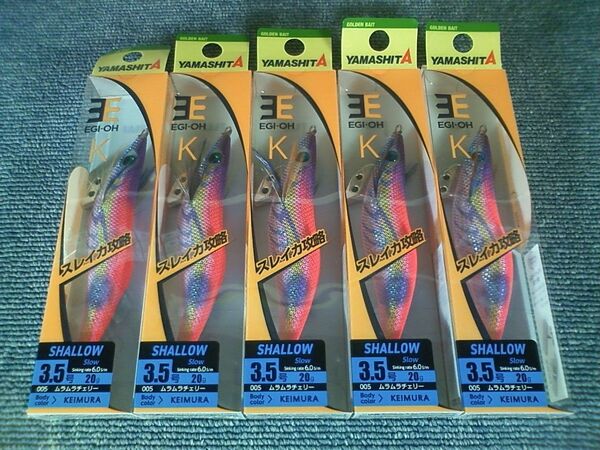 GOLDEN BAIT
GOLDEN BAIT
GOLDEN BAIT
GOLDEN BAIT
YAMASHITA
YAMASHITA
YAMASHITA
YAMASHITA
YAMASHITA
EGI-OH
EGI-OH
EGI-OH
EGI-OH
EGI-OH
K
K
K
K
K
スレイカ攻略
スレイカ攻略
スレイカ攻略
スレイカ攻略
スレイカ攻略
SHALLOW
Slow
3.5号 Sinking rate 6.0s/m
20g
005 ムラムラチェリー
Body color > KEIMURA
SHALLOW
Slow
3.5号 Sinking rate 6.0s/m
20g
005 ムラムラチェリー
Body color > KEIMURA
SHALLOW
Slow
3.5号 Sinking rate 6.0s/m
20g
005 ムラムラチェリー
Body color > KEIMURA
SHALLOW
Slow
3.5号 Sinking rate 6.0s/m
20g
005 ムラムラチェリー
Body color > KEIMURA
SHALLOW
Slow
3.5号 Sinking rate 6.0s/m
20g
005 ムラムラチェリー
Body color > KEIMURA